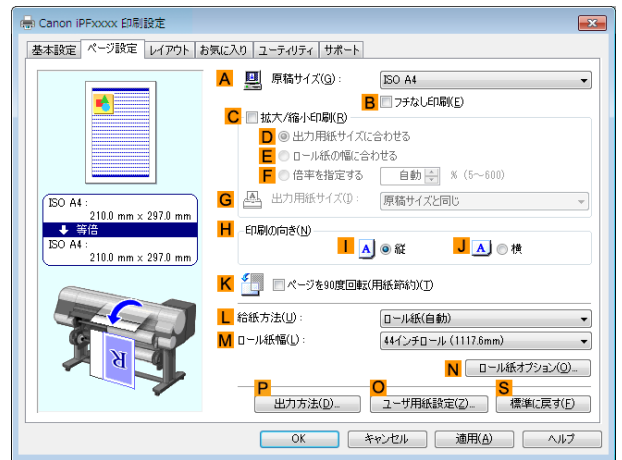 Canon iPFxxxx 印刷設定
基本設定 ページ設定 レイアウト お気に入り ユーティリティ サポート
A 原稿サイズ(G): ISO A4
B フチなし印刷(E)
C 拡大/縮小印刷(R)
D 出力用紙サイズに合わせる
E ロール紙の幅に合わせる
F 倍率を指定する 自動 % (5～600)
G 出力用紙サイズ(I): 原稿サイズと同じ
ISO A4 :
210.0 mm × 297.0 mm
等倍
ISO A4 :
210.0 mm × 297.0 mm
H 印刷の向き(N)
I A 縦 J A 横
K ページを90度回転(用紙節約)(T)
L 給紙方法(U): ロール紙(自動)
M ロール紙幅(L): 44インチロール (1117.6mm)
N ロール紙オプション(O)...
P O S
出力方法(D)... ユーザ用紙設定(Z)... 標準に戻す(F)
R
OK キャンセル 適用(A) ヘルプ